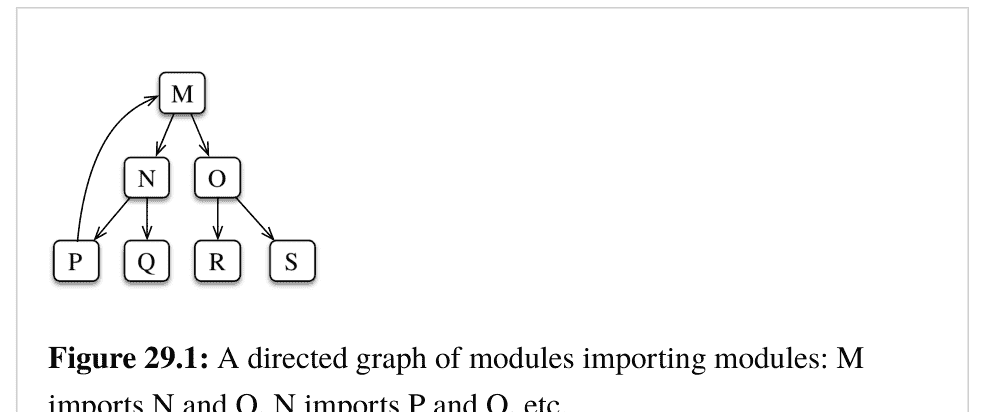 M
N
O
P
Q
R
S
Figure 29.1: A directed graph of modules importing modules: M
imports N and O, N imports P and Q, etc